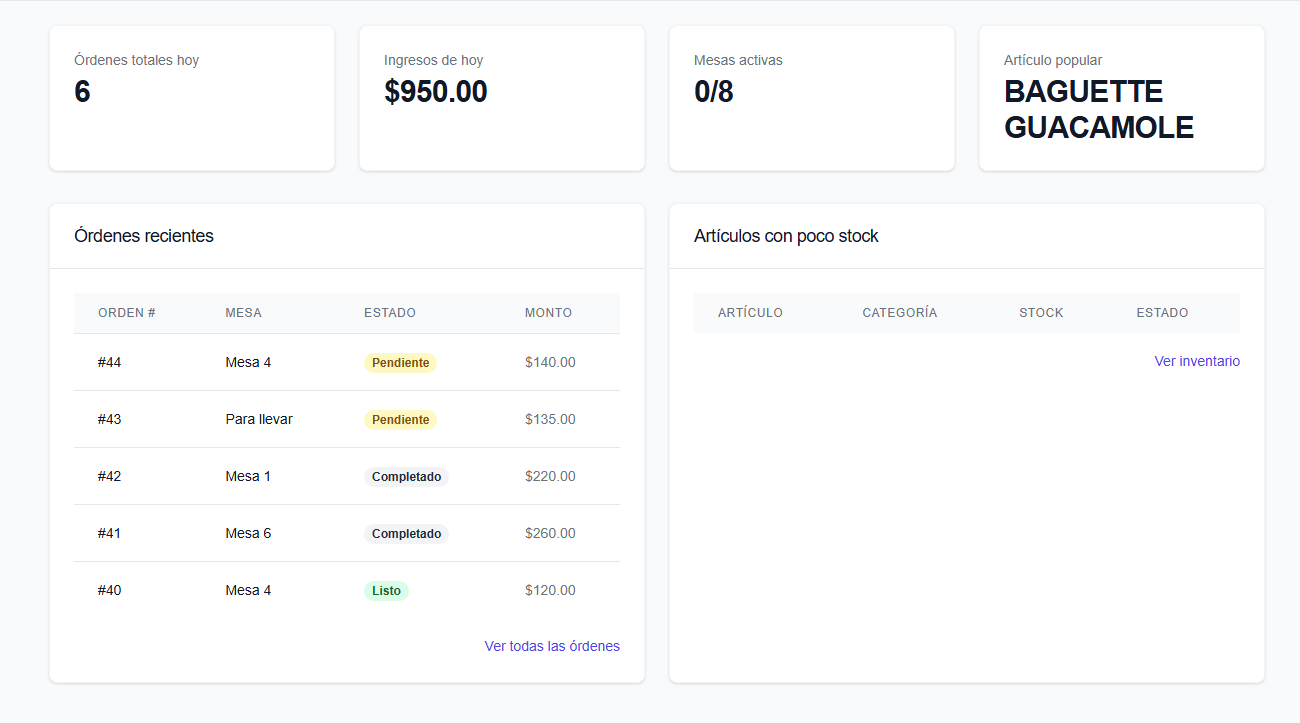 Órdenes totales hoy
6
Ingresos de hoy
$950.00
Mesas activas
0/8
Artículo popular
BAGUETTE
GUACAMOLE
Órdenes recientes
ORDEN # MESA ESTADO MONTO
#44 Mesa 4 Pendiente $140.00
#43 Para llevar Pendiente $135.00
#42 Mesa 1 Completado $220.00
#41 Mesa 6 Completado $260.00
#40 Mesa 4 Listo $120.00
Ver todas las órdenes
Artículos con poco stock
ARTÍCULO CATEGORÍA STOCK ESTADO
Ver inventario